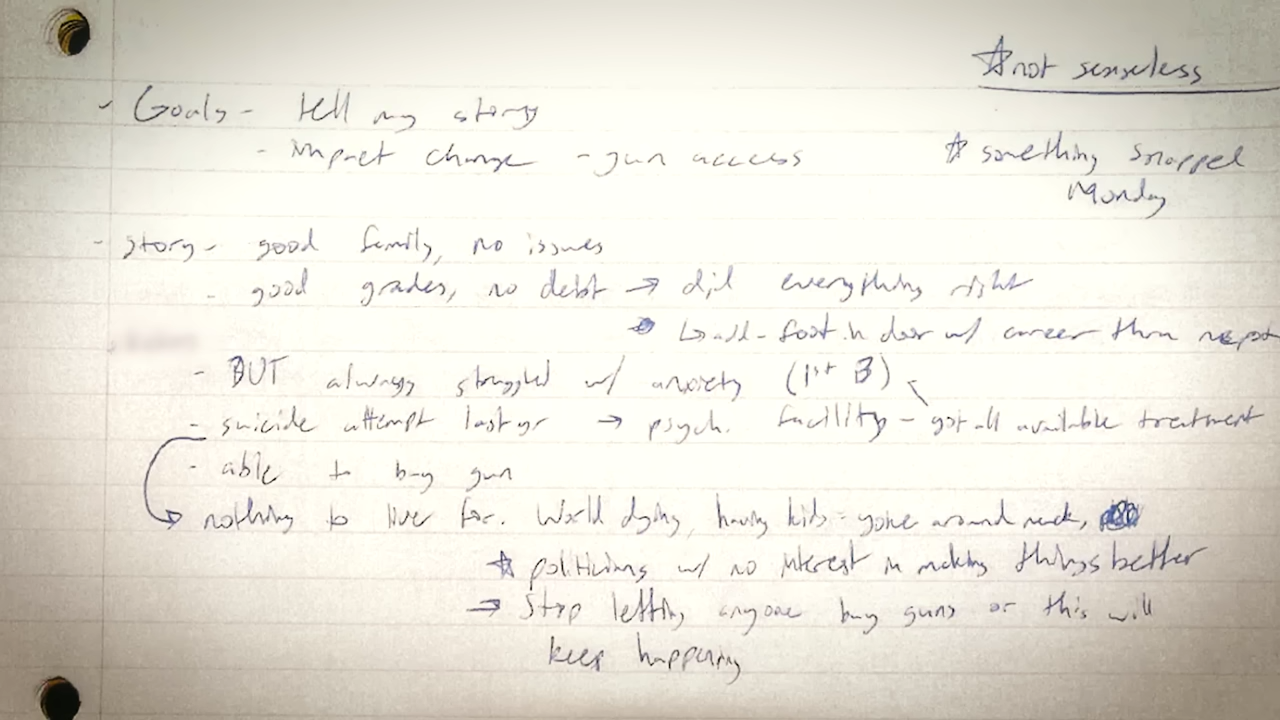 ☆ not senseless
- Goals - tell my story
- impact change - gun access
☆ something snapped
Monday
- story - good family, no issues
- good grades, no debt → did everything right
foot in door w/ career then
- BUT always struggled w/ anxiety (1st B)
- suicide attempt last yr → psych. facility - got all available treatment
- able to buy gun
→ nothing to live for. World dying, having kids = yoke around neck,
☆ politicians w/ no interest in making things better
→ Stop letting anyone buy guns or this will
keep happening